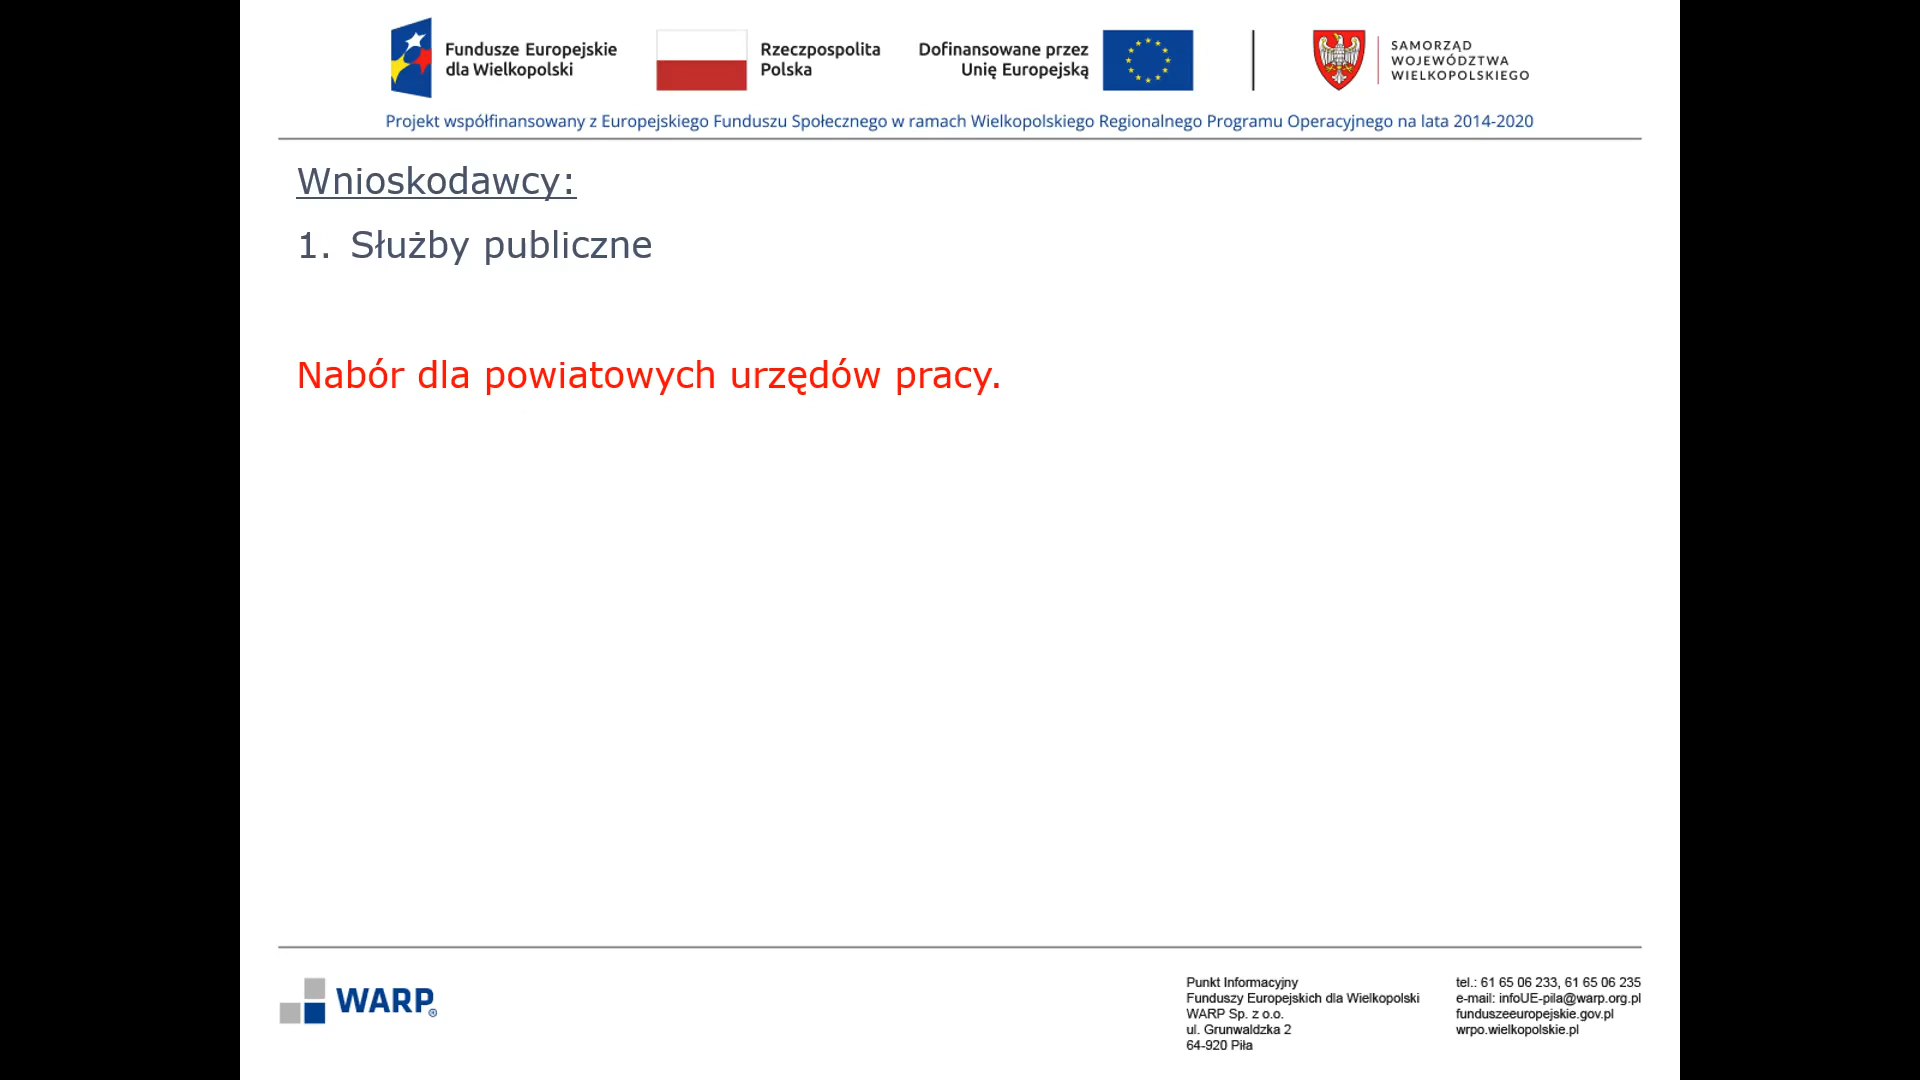 Fundusze Europejskie
dla Wielkopolski
Rzeczpospolita
Polska
Dofinansowane przez
Unię Europejską
SAMORZĄD
WOJEWÓDZTWA
WIELKOPOLSKIEGO
Projekt współfinansowany z Europejskiego Funduszu Społecznego w ramach Wielkopolskiego Regionalnego Programu Operacyjnego na lata 2014-2020
Wnioskodawcy:
1. Służby publiczne
Nabór dla powiatowych urzędów pracy.
WARP®
Punkt Informacyjny
Funduszy Europejskich dla Wielkopolski
WARP Sp. z o.o.
ul. Grunwaldzka 2
64-920 Piła
tel.: 61 65 06 233, 61 65 06 235
e-mail: infoUE-pila@warp.org.pl
funduszeeuropejskie.gov.pl
wrpo.wielkopolskie.pl